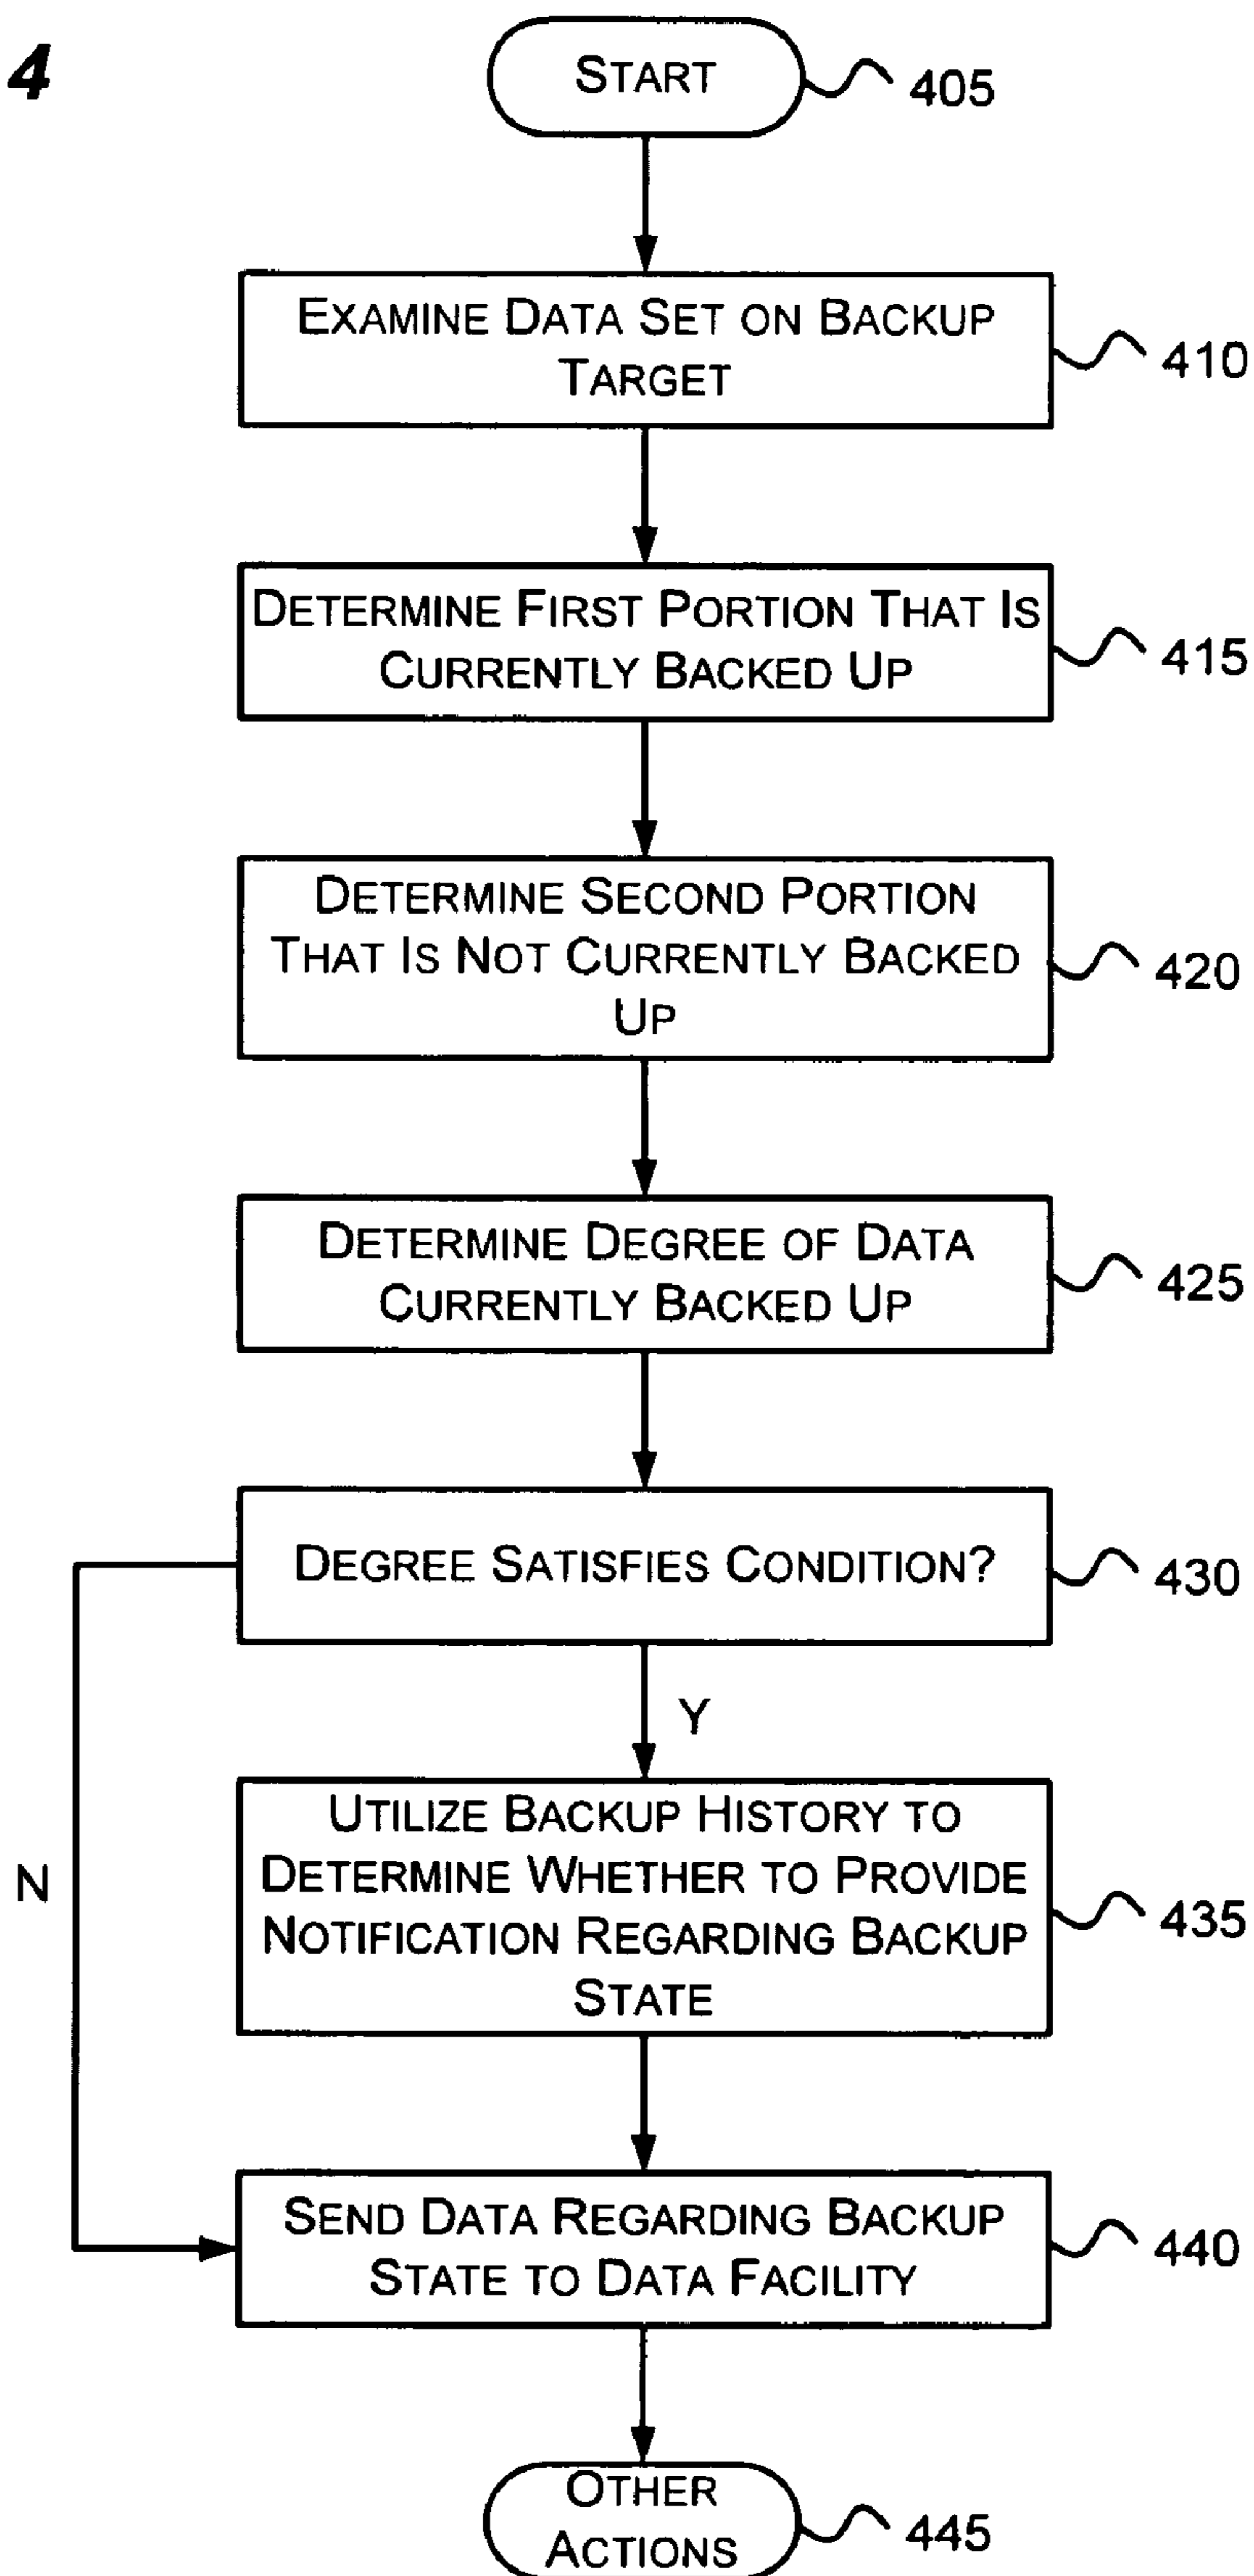 4
START
405
EXAMINE DATA SET ON BACKUP
TARGET
410
DETERMINE FIRST PORTION THAT IS
CURRENTLY BACKED UP
415
DETERMINE SECOND PORTION
THAT IS NOT CURRENTLY BACKED
UP
420
DETERMINE DEGREE OF DATA
CURRENTLY BACKED UP
425
DEGREE SATISFIES CONDITION?
430
Y
N
UTILIZE BACKUP HISTORY TO
DETERMINE WHETHER TO PROVIDE
NOTIFICATION REGARDING BACKUP
STATE
435
SEND DATA REGARDING BACKUP
STATE TO DATA FACILITY
440
OTHER
ACTIONS
445